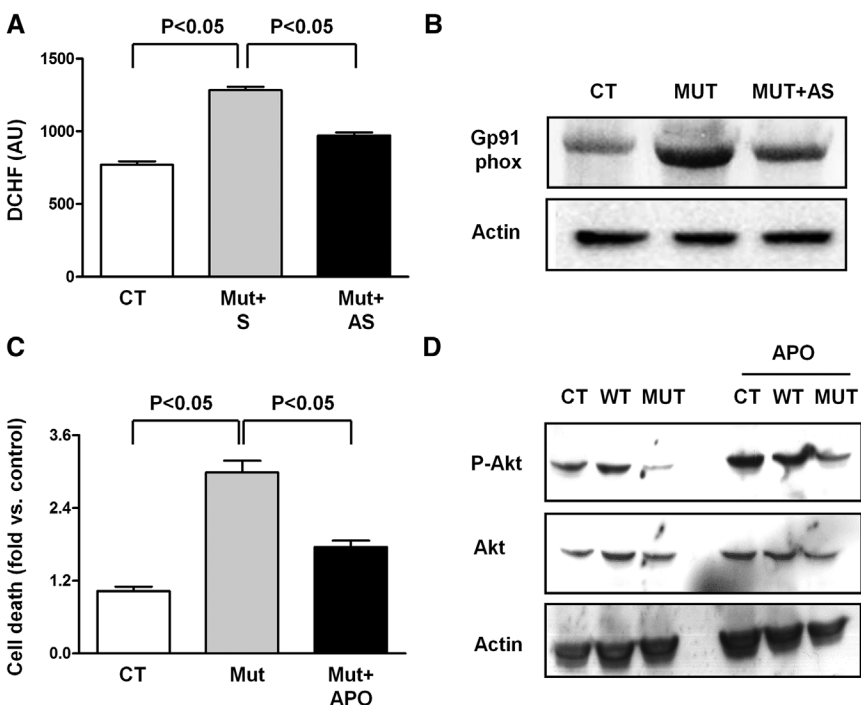 A
P<0.05 P<0.05
DCHF (AU)
1500
1000
500
0
CT Mut+ Mut+
S AS
B
CT MUT MUT+AS
Gp91
phox
Actin
C
P<0.05 P<0.05
Cell death (fold vs. control)
3.6
2.4
1.2
0.0
CT Mut Mut+
APO
D
APO
CT WT MUT CT WT MUT
P-Akt
Akt
Actin